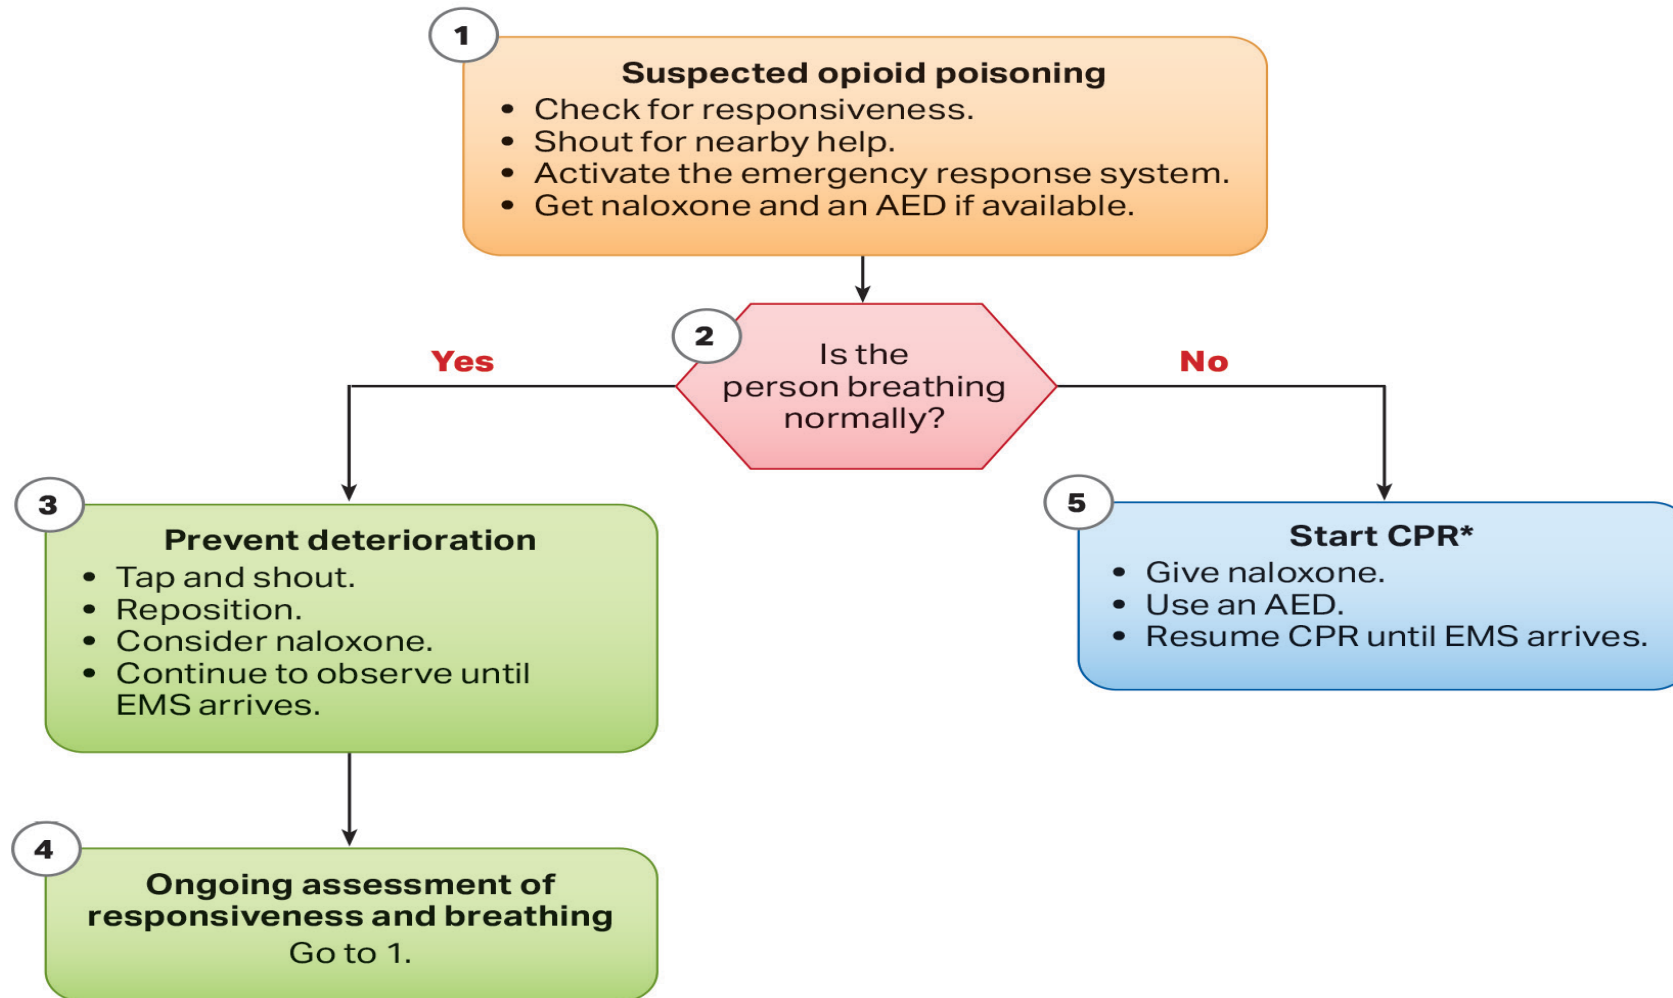 1
Suspected opioid poisoning
• Check for responsiveness.
• Shout for nearby help.
• Activate the emergency response system.
• Get naloxone and an AED if available.
2
Is the
person breathing
normally?
Yes
No
3
Prevent deterioration
• Tap and shout.
• Reposition.
• Consider naloxone.
• Continue to observe until
EMS arrives.
4
Ongoing assessment of
responsiveness and breathing
Go to 1.
5
Start CPR*
• Give naloxone.
• Use an AED.
• Resume CPR until EMS arrives.